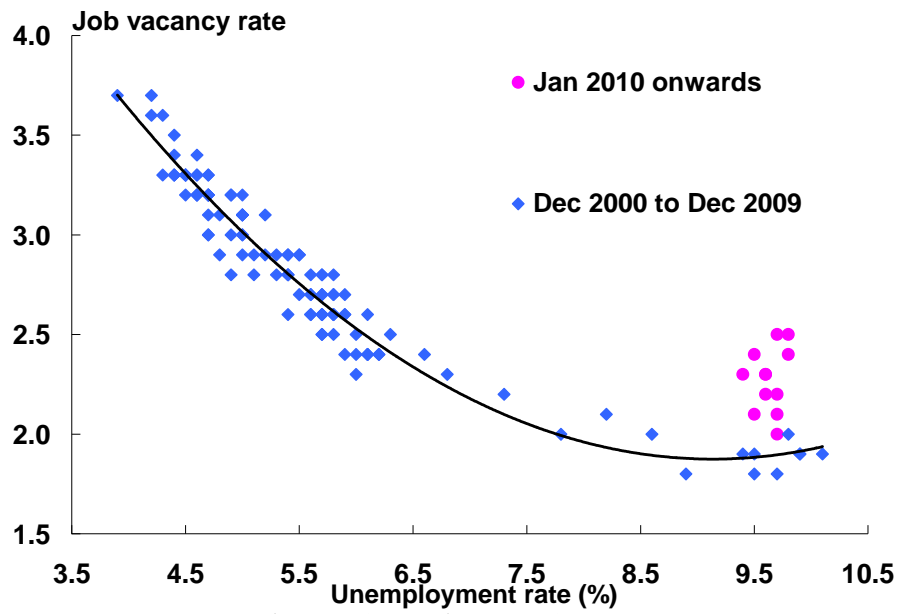 Job vacancy rate
4.0
Jan 2010 onwards
3.5
Dec 2000 to Dec 2009
3.0
2.5
2.0
1.5
3.5 4.5 5.5 6.5 7.5 8.5 9.5 10.5
Unemployment rate (%)